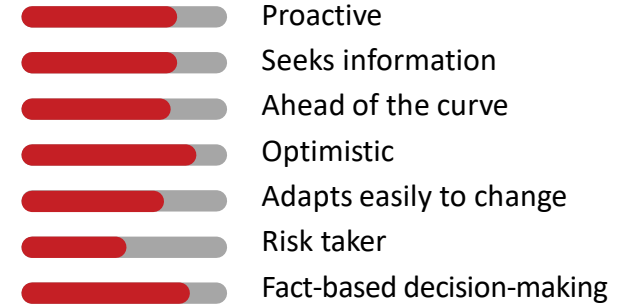 Proactive
Seeks information
Ahead of the curve
Optimistic
Adapts easily to change
Risk taker
Fact-based decision-making